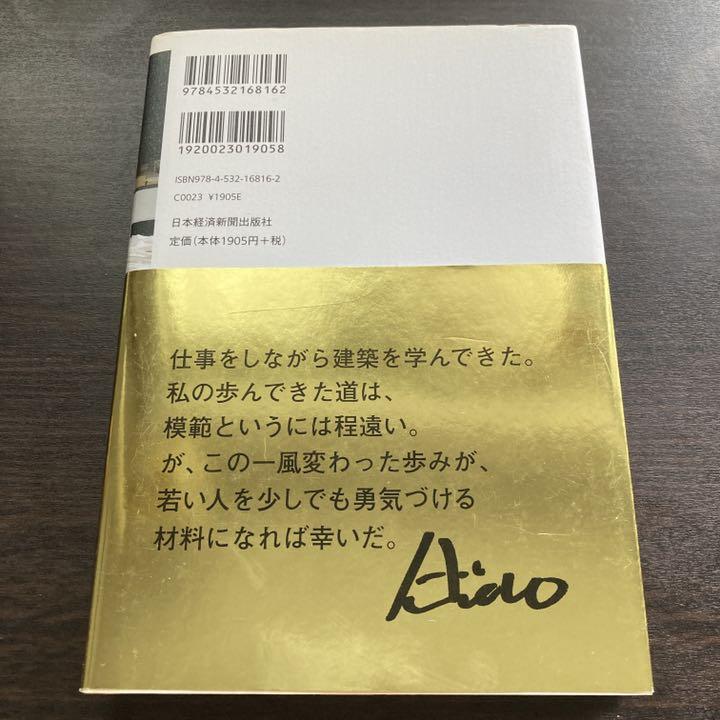 9784532168162
1920023019058
ISBN978-4-532-16816-2
C0023 ¥1905E
日本経済新聞出版社
定価(本体1905円+税)
仕事をしながら建築を学んできた。
私の歩んできた道は、
模範というには程遠い。
が、この一風変わった歩みが、
若い人を少しでも勇気づける
材料になれば幸いだ。